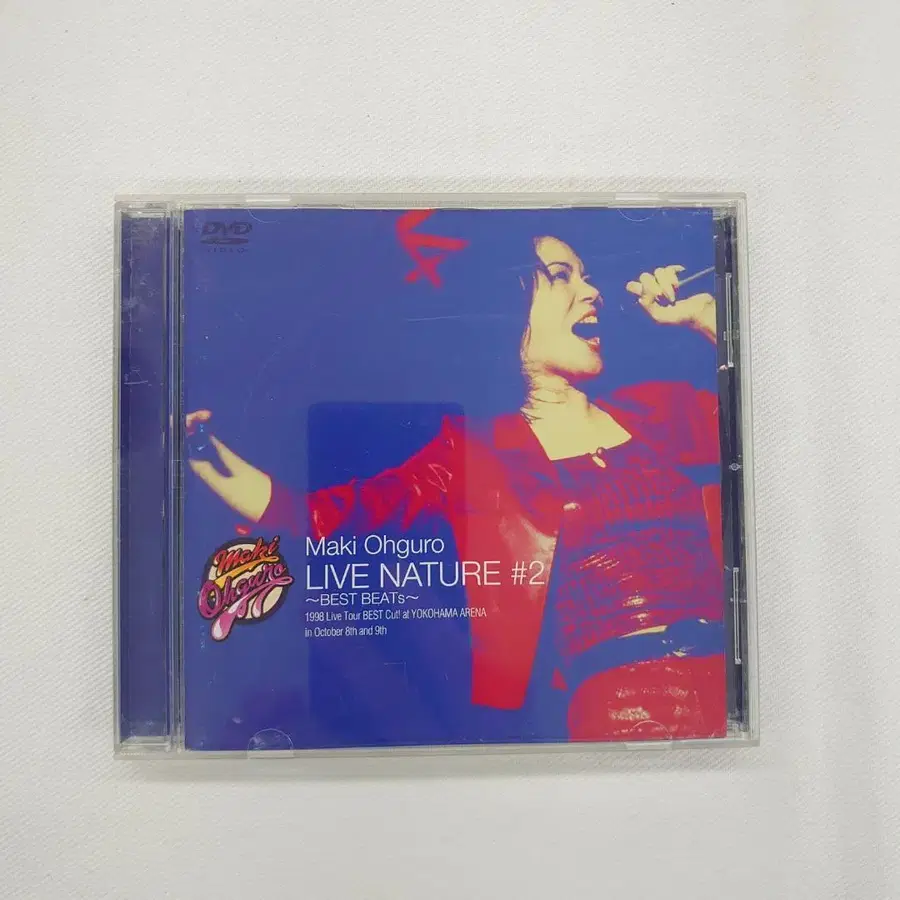 DVD
VIDEO
Maki
Ohguro
Maki Ohguro
LIVE NATURE #2
～BEST BEATs～
1998 Live Tour BEST Cut! at YOKOHAMA ARENA
in October 8th and 9th